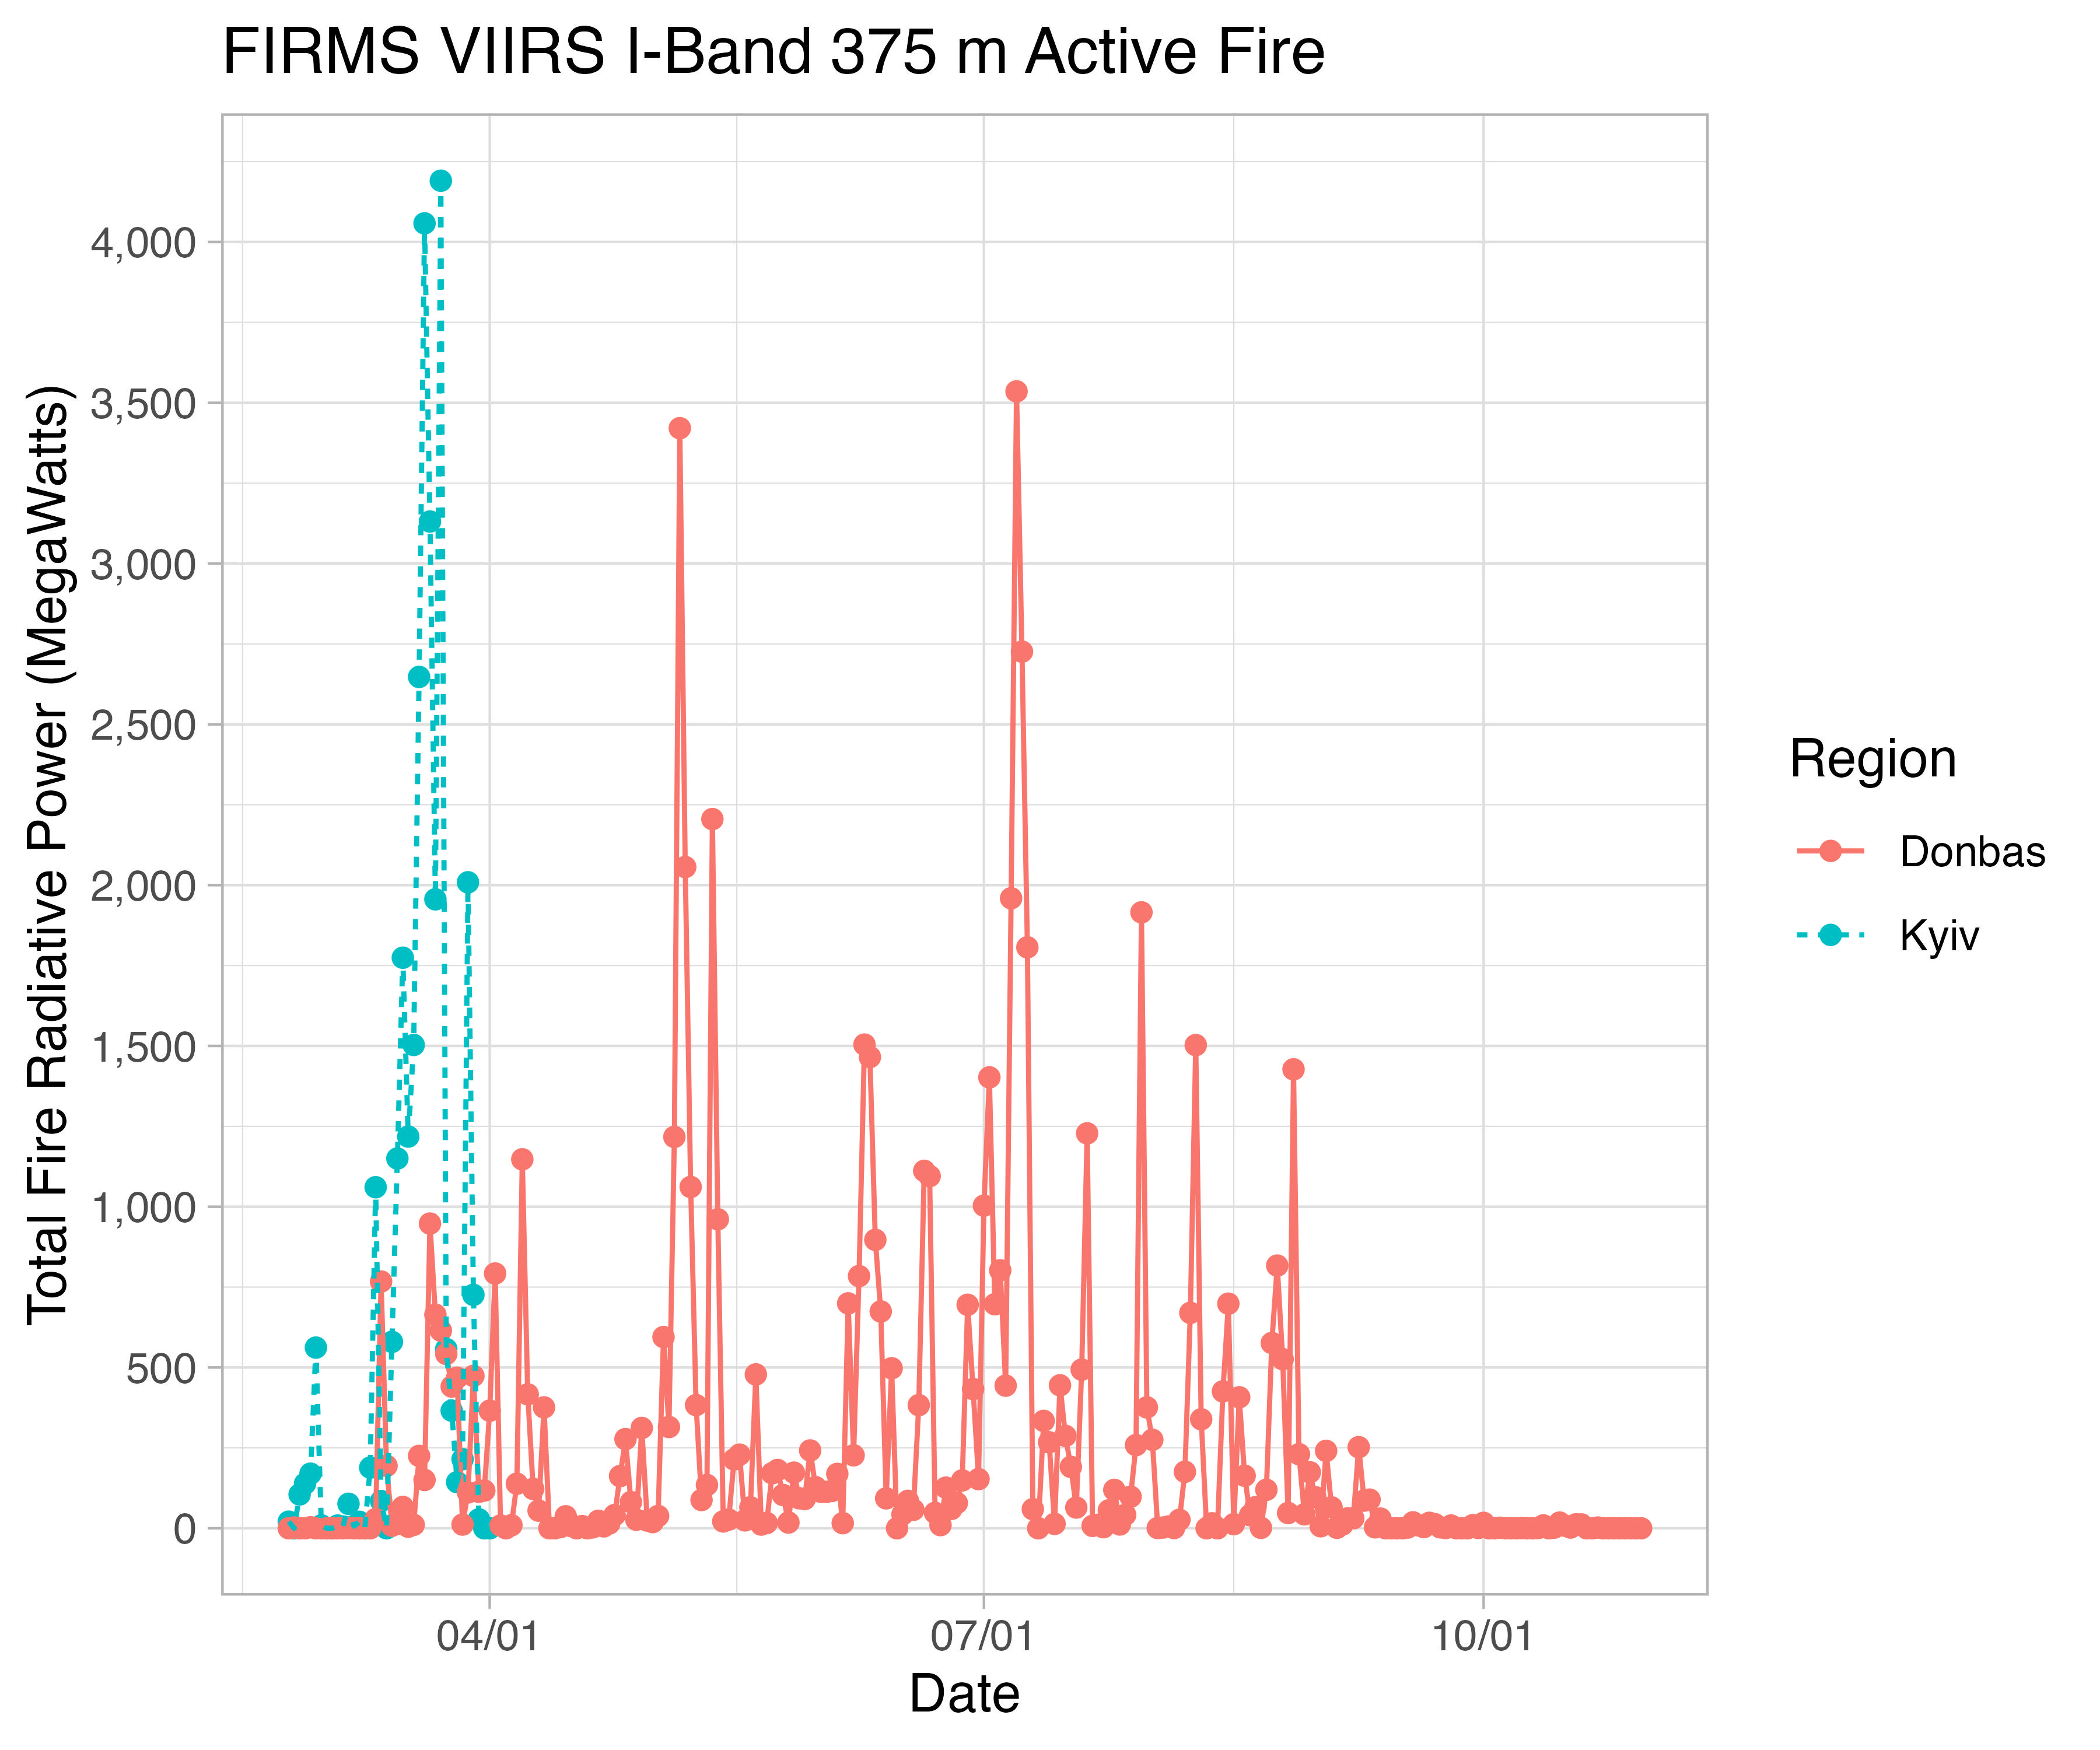 FIRMS VIIRS I-Band 375 m Active Fire
Total Fire Radiative Power (MegaWatts)
4,000
3,500
3,000
2,500
2,000
1,500
1,000
500
0
04/01
07/01
10/01
Date
Region
Donbas
Kyiv